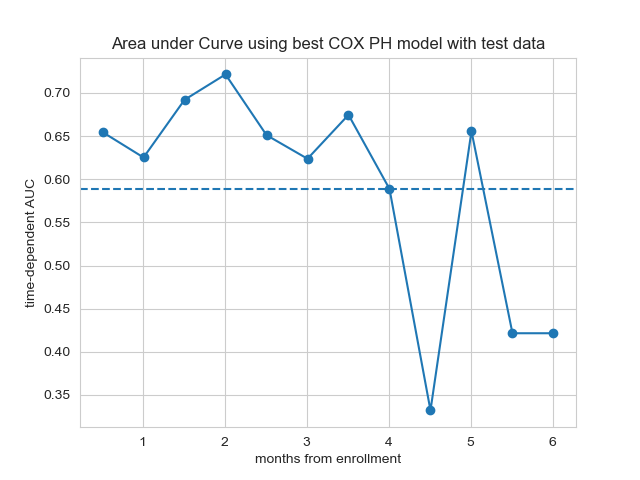 Area under Curve using best COX PH model with test data
time-dependent AUC
0.70
0.65
0.60
0.55
0.50
0.45
0.40
0.35
1 2 3 4 5 6
months from enrollment